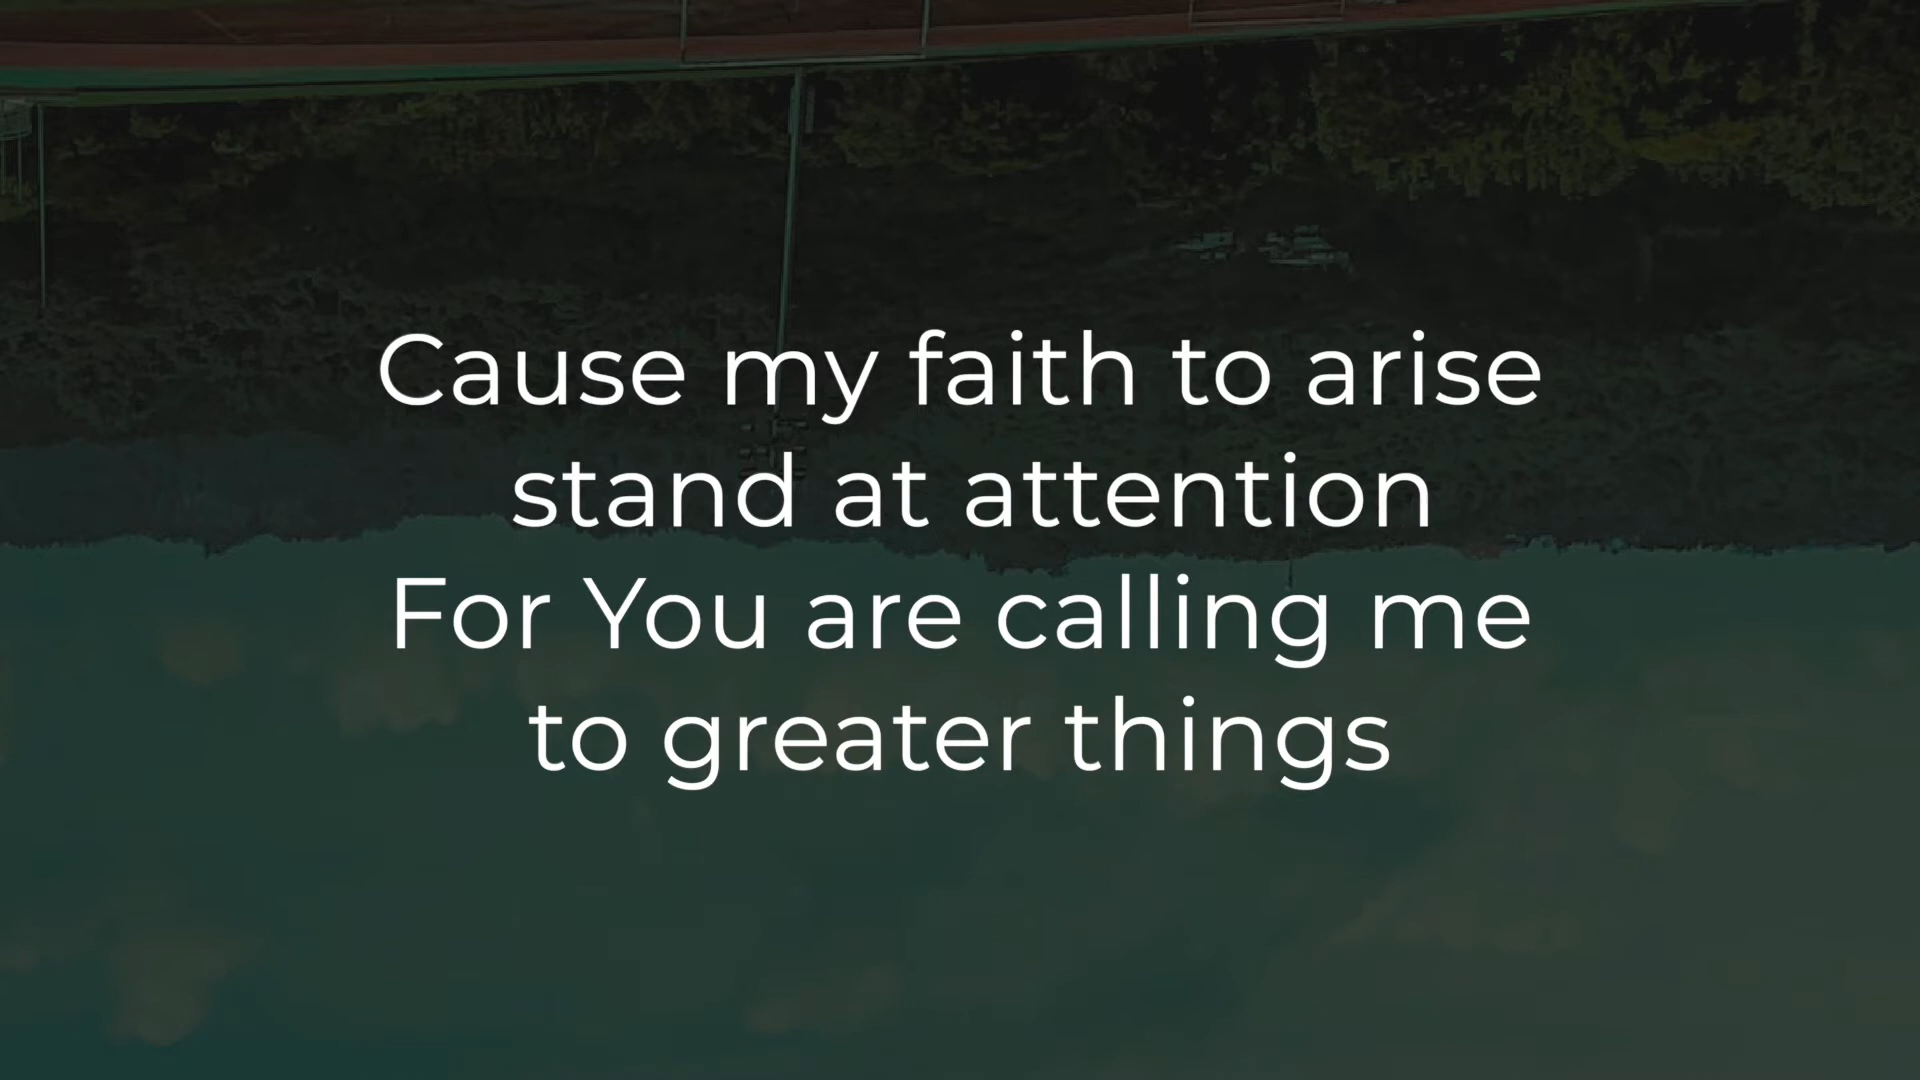 Cause my faith to arise
stand at attention
For You are calling me
to greater things